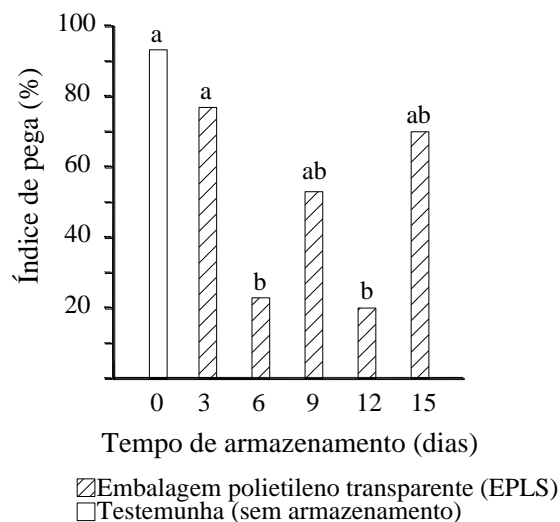 100
80
60
40
20
Índice de pega (%)
a
a
b
ab
b
ab
0 3 6 9 12 15
Tempo de armazenamento (dias)
Embalagem polietileno transparente (EPLS)
Testemunha (sem armazenamento)